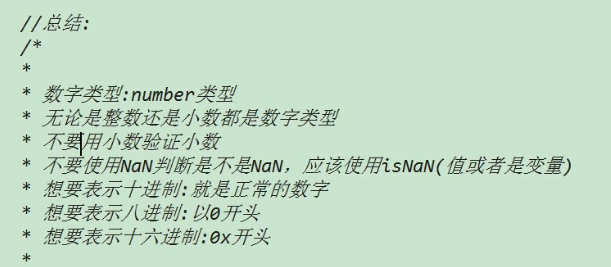 //总结:
/*
*
* 数字类型:number类型
* 无论是整数还是小数都是数字类型
* 不要用小数验证小数
* 不要使用NaN判断是不是NaN，应该使用isNaN(值或者是变量)
* 想要表示十进制:就是正常的数字
* 想要表示八进制:以0开头
* 想要表示十六进制:0x开头
*